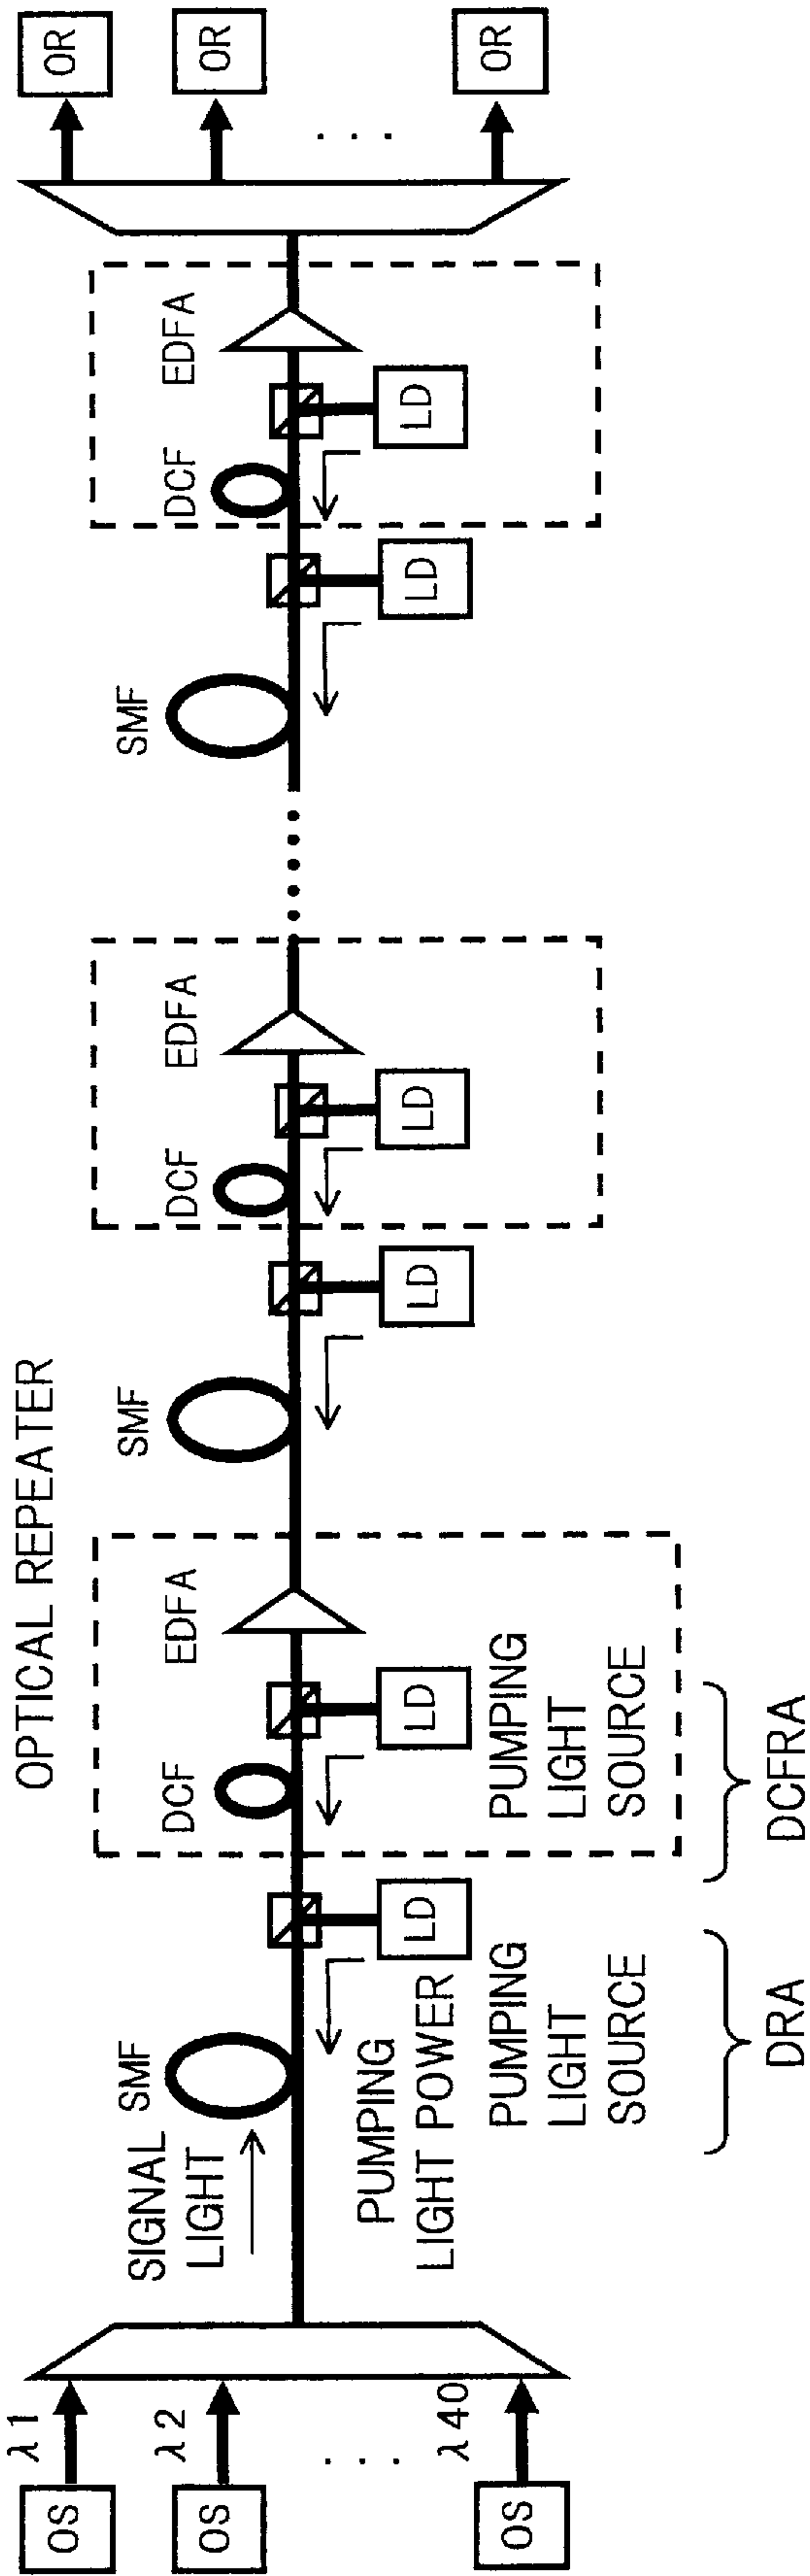 OPTICAL REPEATER
λ1
OS
λ2
OS
. . .
λ40
OS
SIGNAL
LIGHT
SMF
PUMPING
LIGHT POWER
LD
PUMPING
LIGHT
SOURCE
DRA
DCF
EDFA
LD
PUMPING
LIGHT
SOURCE
DCFRA
SMF
LD
DCF
EDFA
LD
SMF
LD
DCF
EDFA
LD
OR
OR
. . .
OR